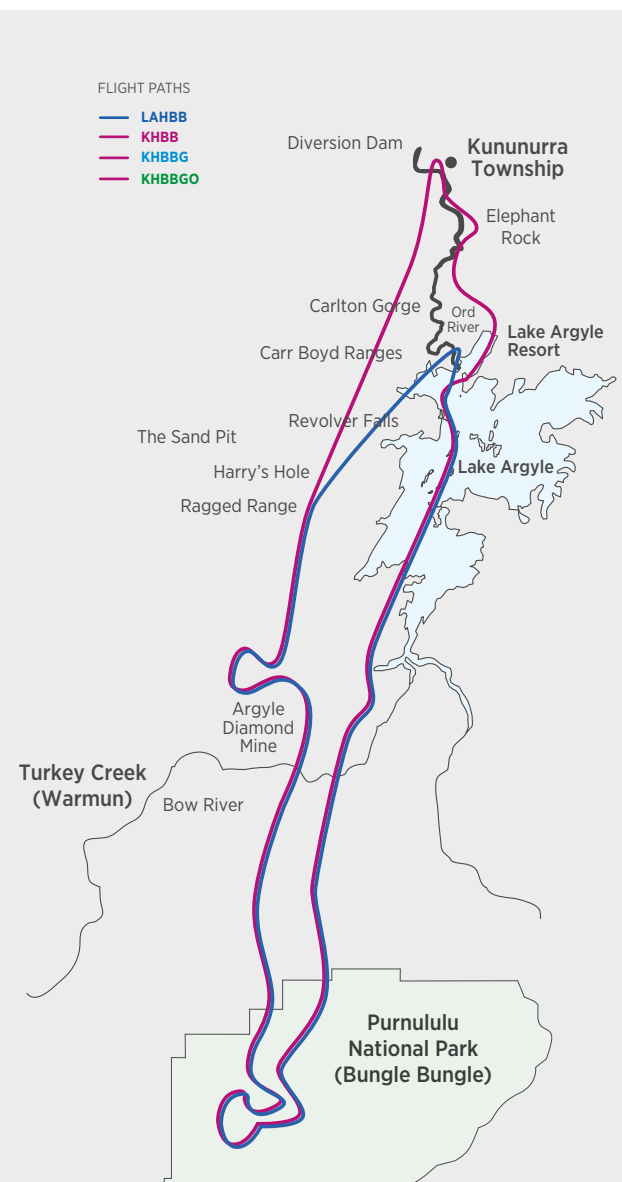 FLIGHT PATHS
LAHBB
KHBB
KHBBG
KHBBGO
Diversion Dam
Kununurra
Township
Elephant
Rock
Carlton Gorge
Ord
River
Lake Argyle
Resort
Carr Boyd Ranges
Revolver Falls
The Sand Pit
Lake Argyle
Harry's Hole
Ragged Range
Argyle
Diamond
Mine
Turkey Creek
(Warmun)
Bow River
Purnululu
National Park
(Bungle Bungle)